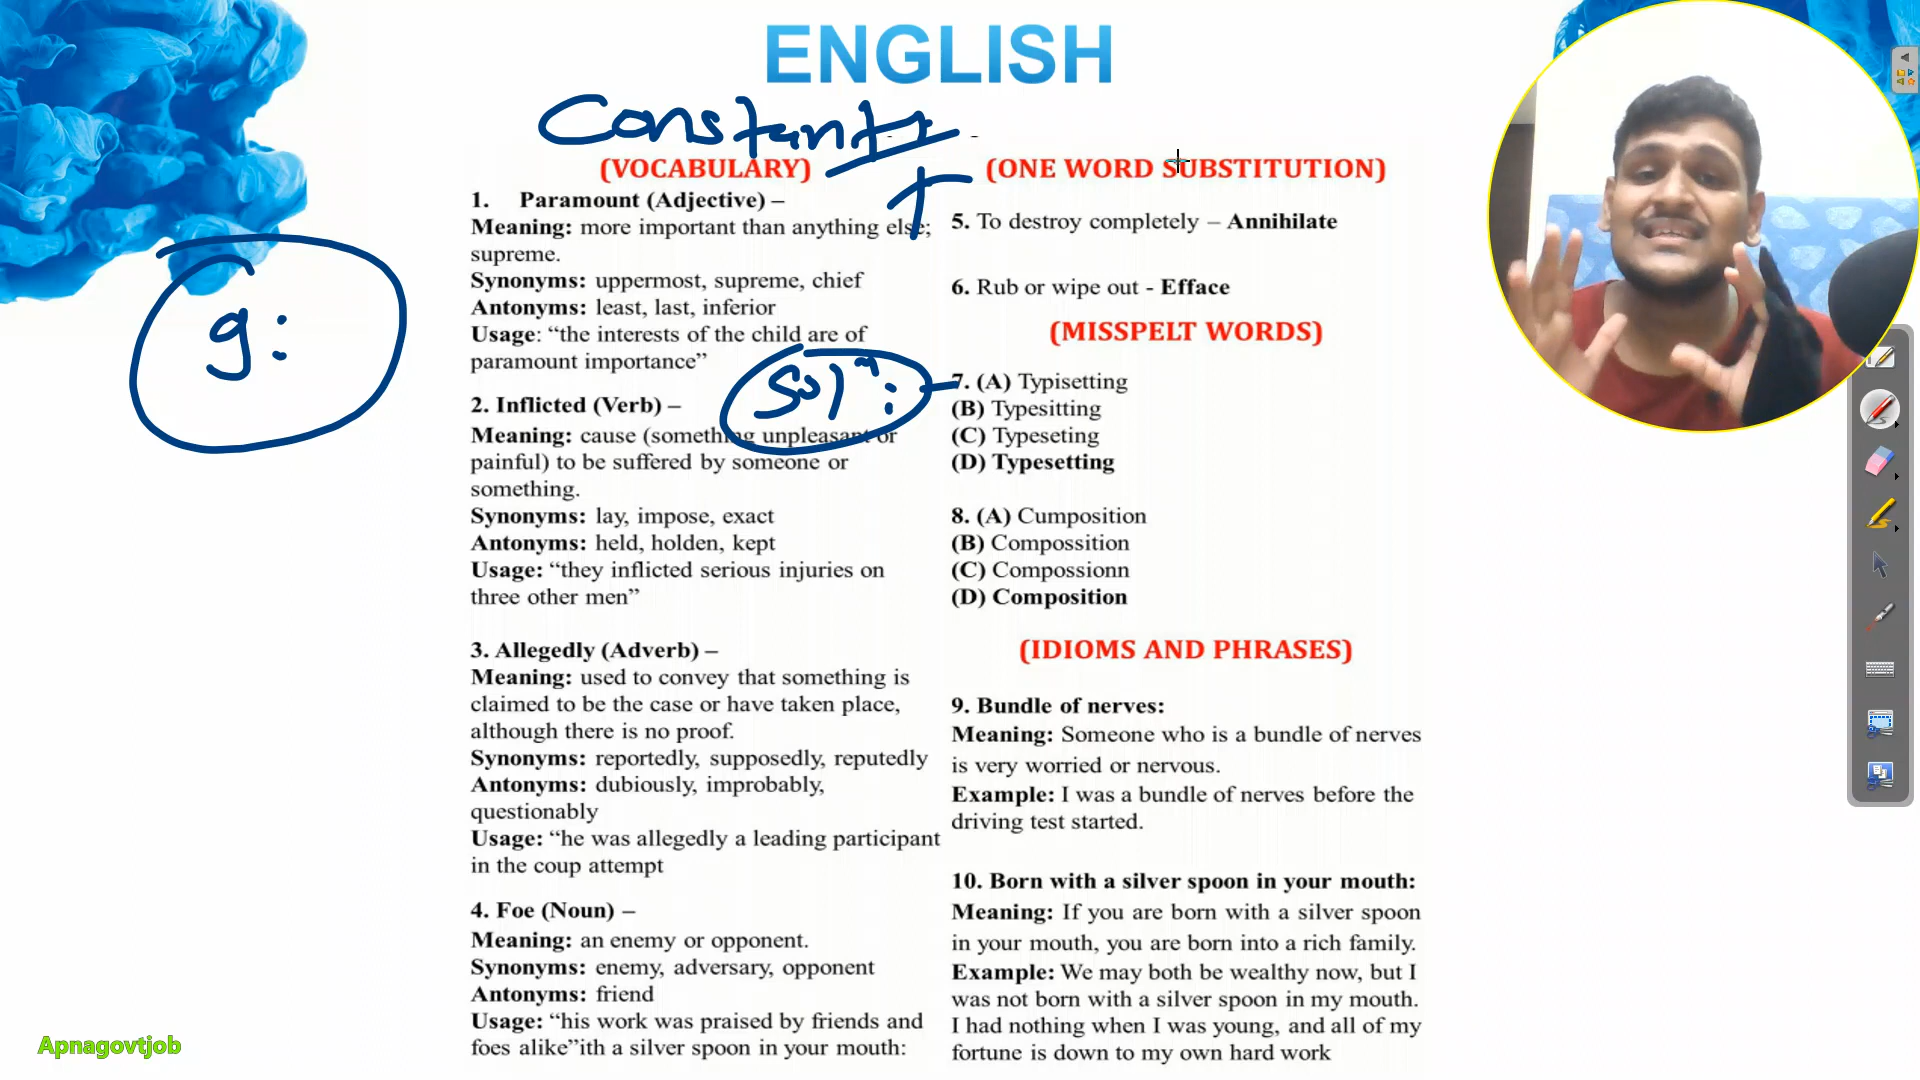 ENGLISH
Constant
(VOCABULARY)
1. Paramount (Adjective) –
Meaning: more important than anything else;
supreme.
Synonyms: uppermost, supreme, chief
Antonyms: least, last, inferior
Usage: “the interests of the child are of
paramount importance”
2. Inflicted (Verb) –
Meaning: cause (something unpleasant or
painful) to be suffered by someone or
something.
Synonyms: lay, impose, exact
Antonyms: held, holden, kept
Usage: “they inflicted serious injuries on
three other men”
3. Allegedly (Adverb) –
Meaning: used to convey that something is
claimed to be the case or have taken place,
although there is no proof.
Synonyms: reportedly, supposedly, reputedly
Antonyms: dubiously, improbably,
questionably
Usage: “he was allegedly a leading participant
in the coup attempt
4. Foe (Noun) –
Meaning: an enemy or opponent.
Synonyms: enemy, adversary, opponent
Antonyms: friend
Usage: “his work was praised by friends and
foes alike”ith a silver spoon in your mouth:
g:
Solⁿ:
(ONE WORD SUBSTITUTION)
5. To destroy completely – Annihilate
6. Rub or wipe out - Efface
(MISSPELT WORDS)
7. (A) Typisetting
(B) Typesitting
(C) Typeseting
(D) Typesetting
8. (A) Cumposition
(B) Compossition
(C) Compossionn
(D) Composition
(IDIOMS AND PHRASES)
9. Bundle of nerves:
Meaning: Someone who is a bundle of nerves
is very worried or nervous.
Example: I was a bundle of nerves before the
driving test started.
10. Born with a silver spoon in your mouth:
Meaning: If you are born with a silver spoon
in your mouth, you are born into a rich family.
Example: We may both be wealthy now, but I
was not born with a silver spoon in my mouth.
I had nothing when I was young, and all of my
fortune is down to my own hard work
Apnagovtjob